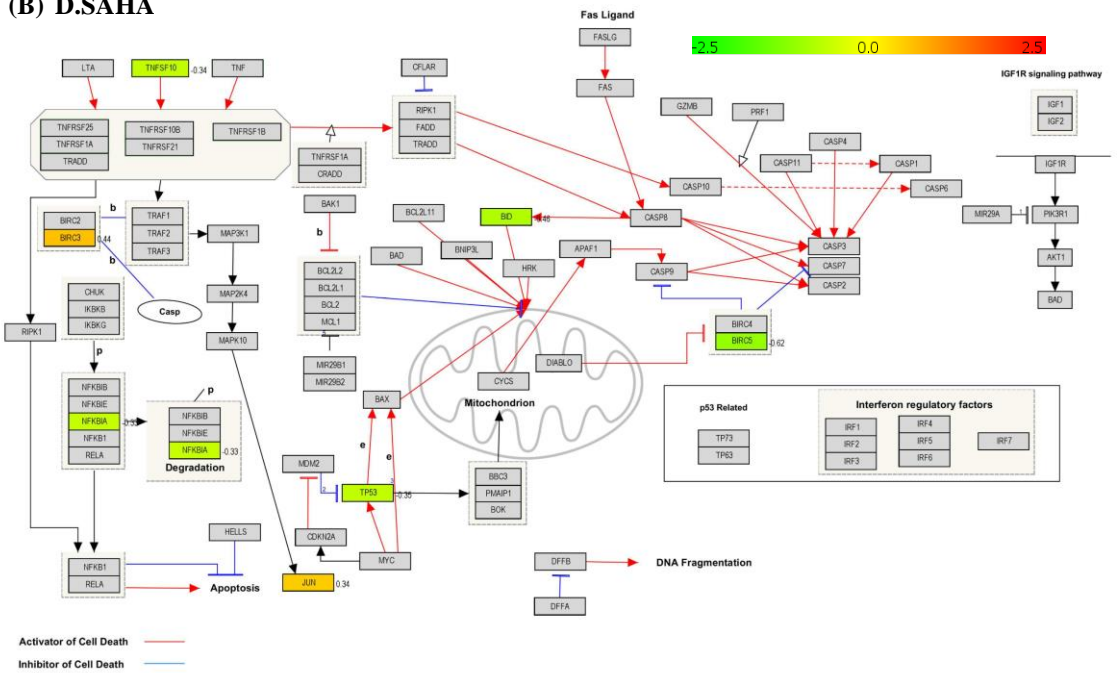 (B) D.SAHA
Fas Ligand
-2.5 0.0 2.5
IGF1R signaling pathway
LTA
TNFSF10 -0.34
TNF
CFLAR
FASLG
FAS
GZMB
PRF1
IGF1
IGF2
TNFRSF25
TNFRSF1A
TRADD
TNFRSF10B
TNFRSF21
TNFRSF1B
TNFRSF1A
CRADD
RIPK1
FADD
TRADD
CASP4
CASP11
CASP1
CASP10
CASP6
IGF1R
MIR29A
PIK3R1
AKT1
BAD
BIRC2
BIRC3 0.44
b
b
TRAF1
TRAF2
TRAF3
MAP3K1
MAP2K4
MAPK10
Casp
BAK1
b
BCL2L11
BID
BNIP3L
BAD
HRK
APAF1
CASP8
CASP9
CASP3
CASP7
CASP2
BCL2L2
BCL2L1
BCL2
MCL1
MIR29B1
MIR29B2
CHUK
IKBKB
IKBKG
RIPK1
p
DIABLO
BIRC4
BIRC5 -0.62
CYCS
Mitochondrion
BAX
NFKBIB
NFKBIE
NFKBIA
NFKB1
RELA
p
NFKBIB
NFKBIE
NFKBIA -0.33
Degradation
e
e
MDM2
2
TP53
BBC3
PMAIP1
BOK
p53 Related
TP73
TP63
Interferon regulatory factors
IRF1
IRF2
IRF3
IRF4
IRF5
IRF6
IRF7
HELLS
CDKN2A
MYC
NFKB1
RELA
Apoptosis
JUN 0.34
DFFB
DNA Fragmentation
DFFA
Activator of Cell Death
Inhibitor of Cell Death